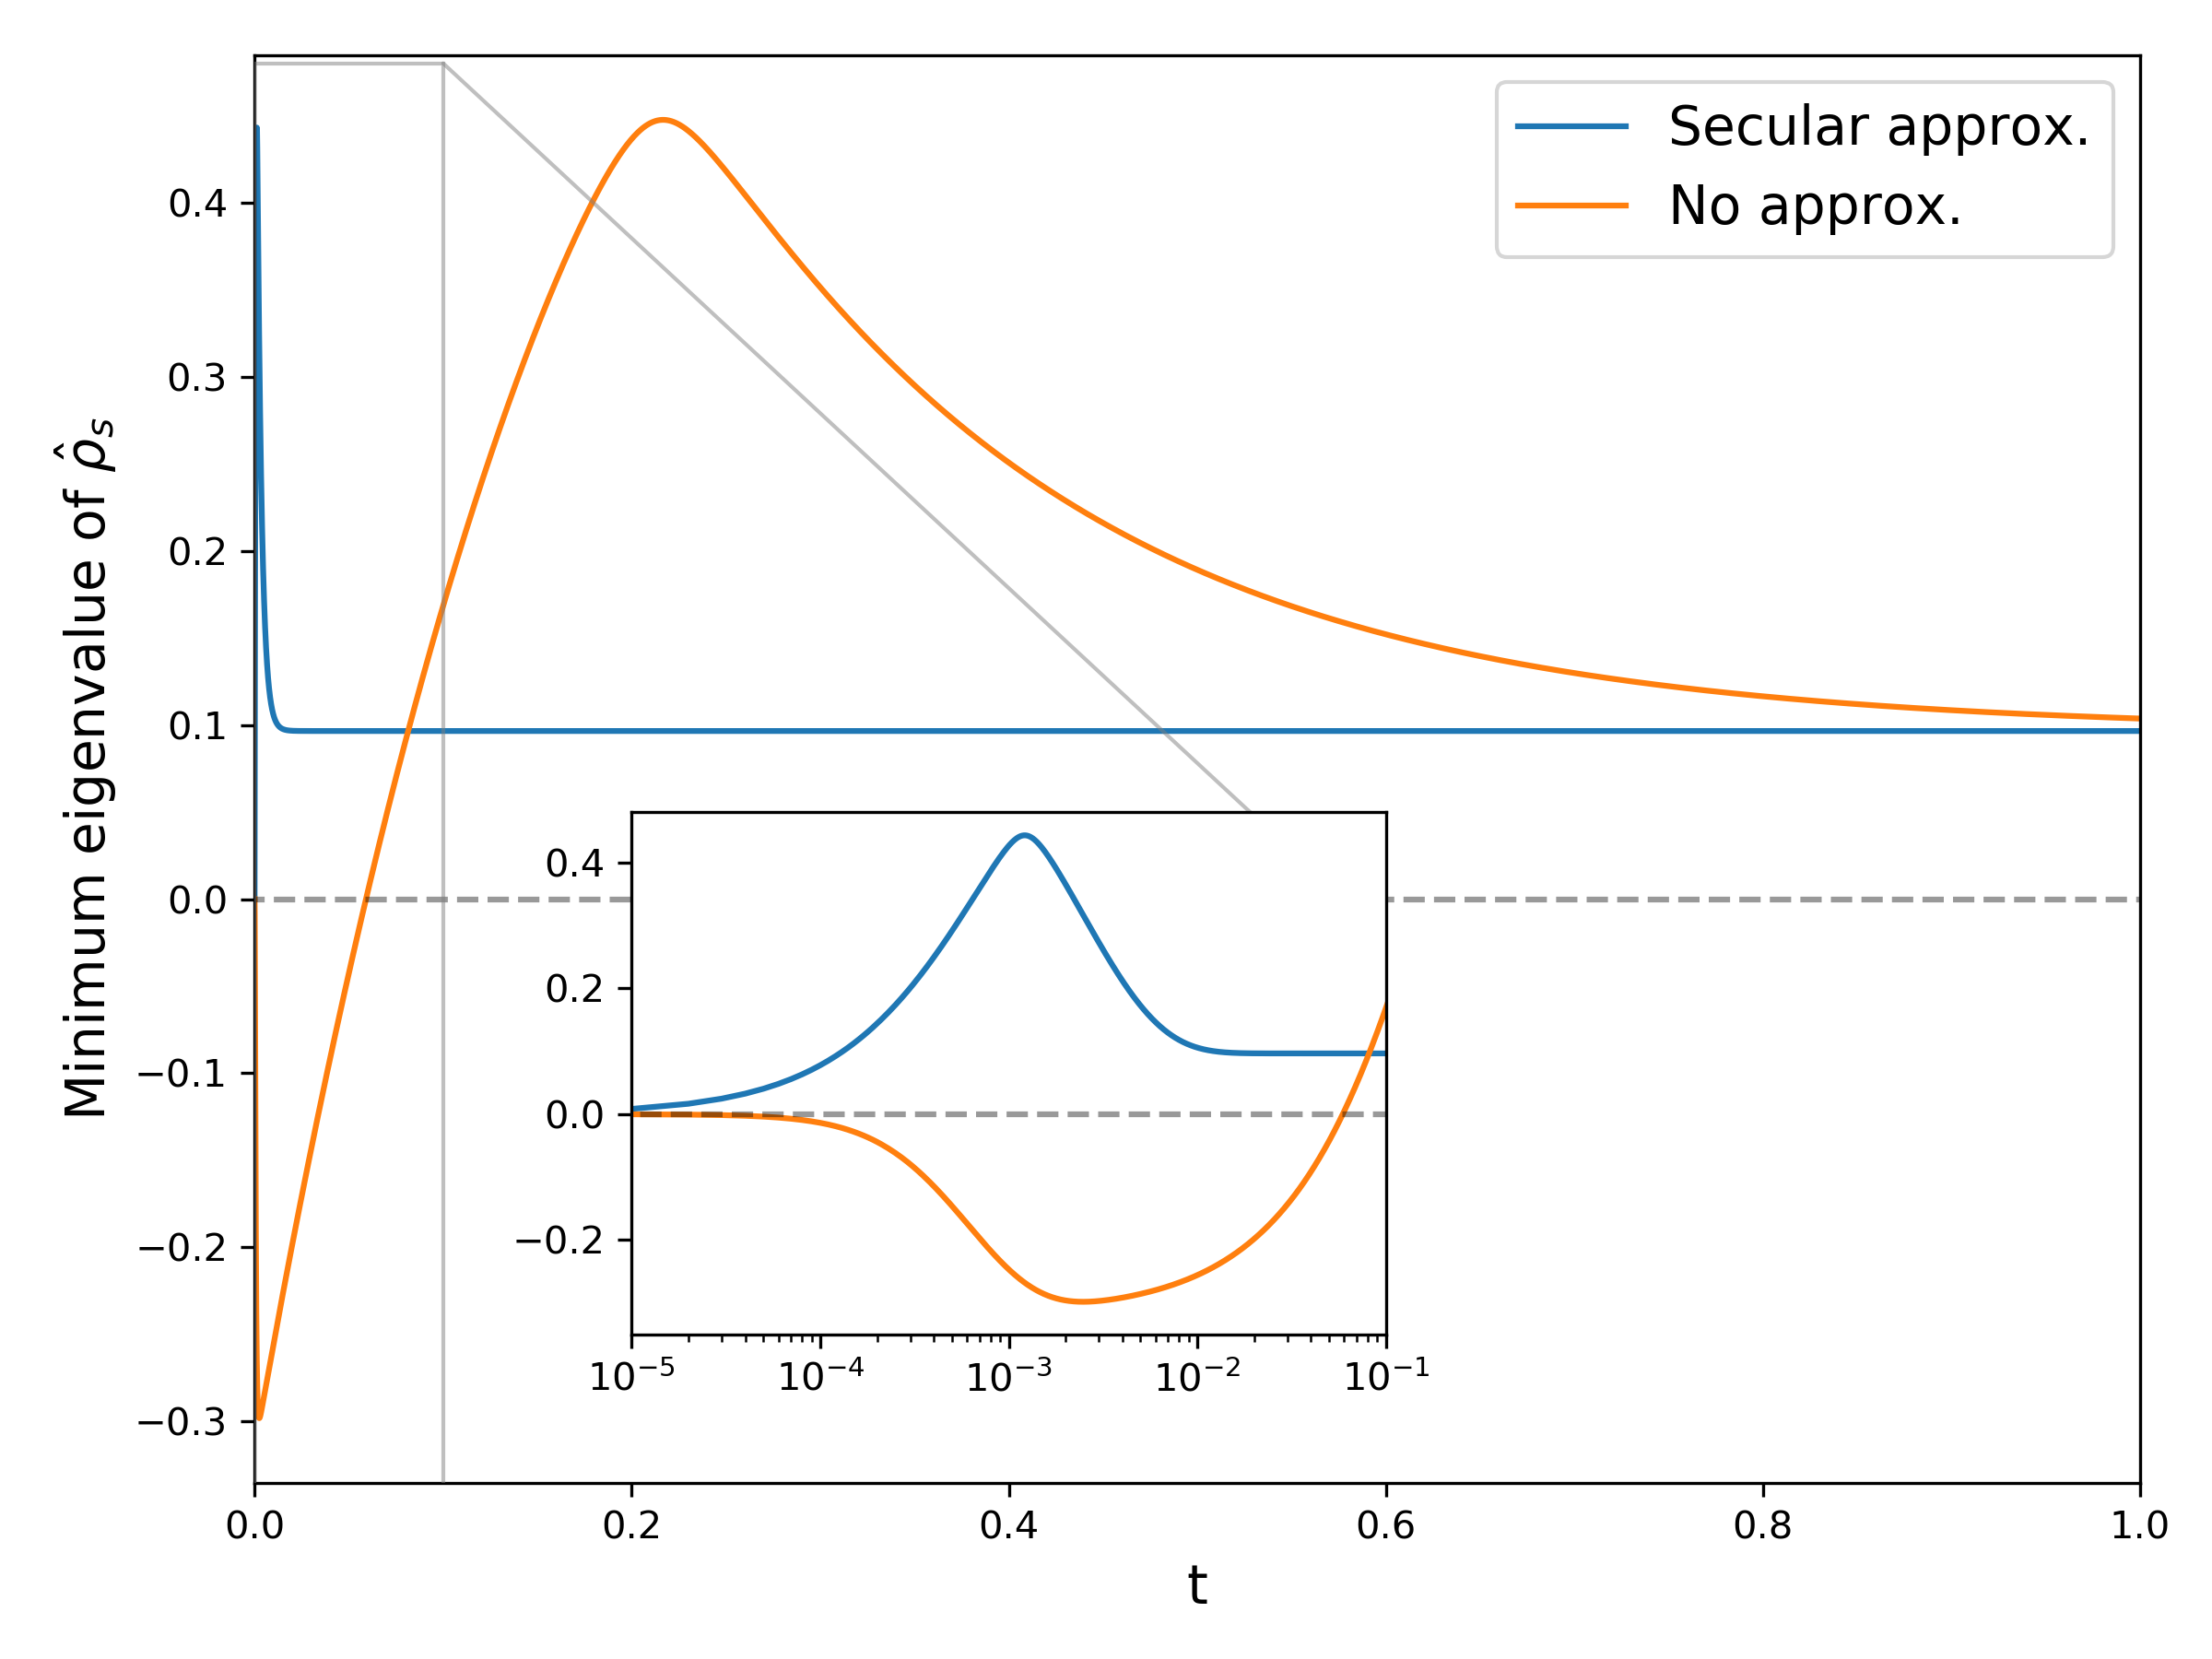 Secular approx.
No approx.
Minimum eigenvalue of ρ̂ₛ
0.4
0.3
0.2
0.1
0.0
−0.1
−0.2
−0.3
0.4
0.2
0.0
−0.2
10⁻⁵ 10⁻⁴ 10⁻³ 10⁻² 10⁻¹
0.0 0.2 0.4 0.6 0.8 1.0
t